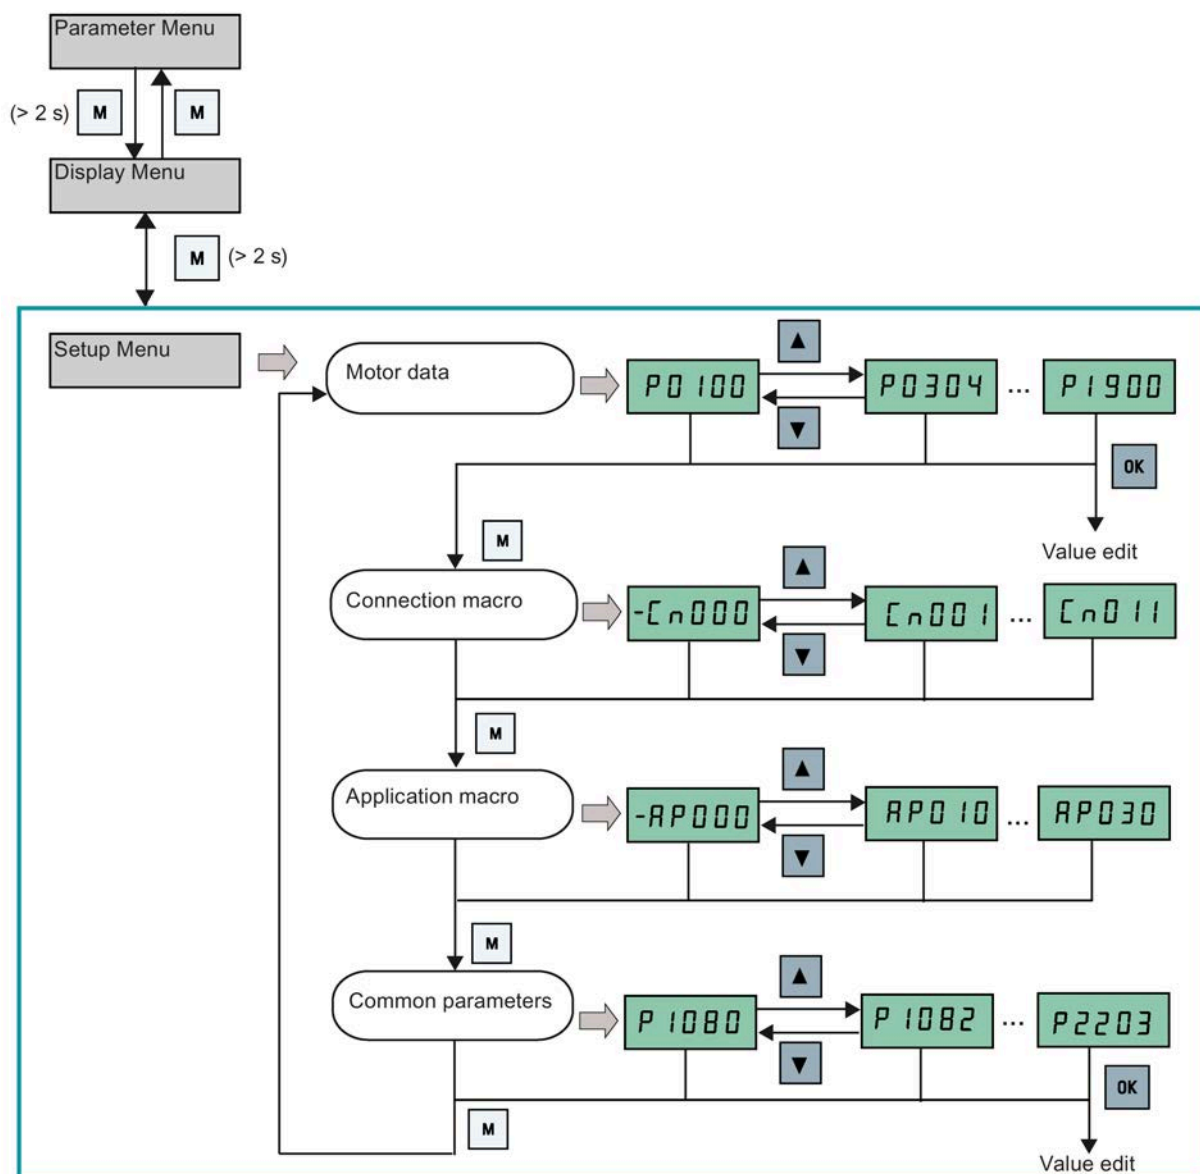 Parameter Menu
(> 2 s) M M
Display Menu
M (> 2 s)
Setup Menu
Motor data
P0100
P0304
...
P1900
OK
Value edit
M
Connection macro
-Cn000
Cn001
...
Cn011
M
Application macro
-AP000
AP010
...
AP030
M
Common parameters
P1080
P1082
...
P2203
OK
M
Value edit